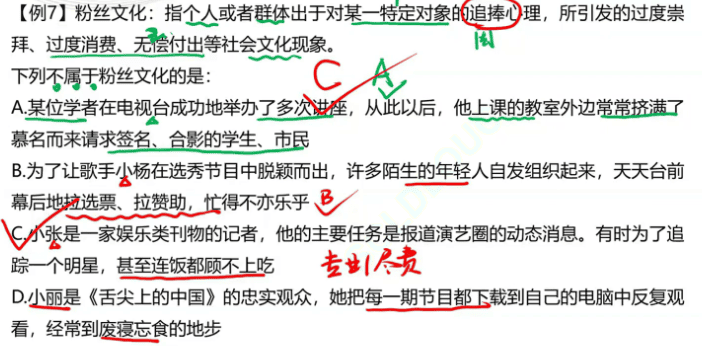 【例7】粉丝文化：指个人或者群体出于对某一特定对象的追捧心理，所引发的过度崇
拜、过度消费、无偿付出等社会文化现象。
因
下列不属于粉丝文化的是：
C A
A.某位学者在电视台成功地举办了多次讲座，从此以后，他上课的教室外边常常挤满了
慕名而来请求签名、合影的学生、市民
B.为了让歌手小杨在选秀节目中脱颖而出，许多陌生的年轻人自发组织起来，天天台前
幕后地拉选票、拉赞助，忙得不亦乐乎 B
C.小张是一家娱乐类刊物的记者，他的主要任务是报道演艺圈的动态消息。有时为了追
踪一个明星，甚至连饭都顾不上吃 专业尽责
D.小丽是《舌尖上的中国》的忠实观众，她把每一期节目都下载到自己的电脑中反复观
看，经常到废寝忘食的地步